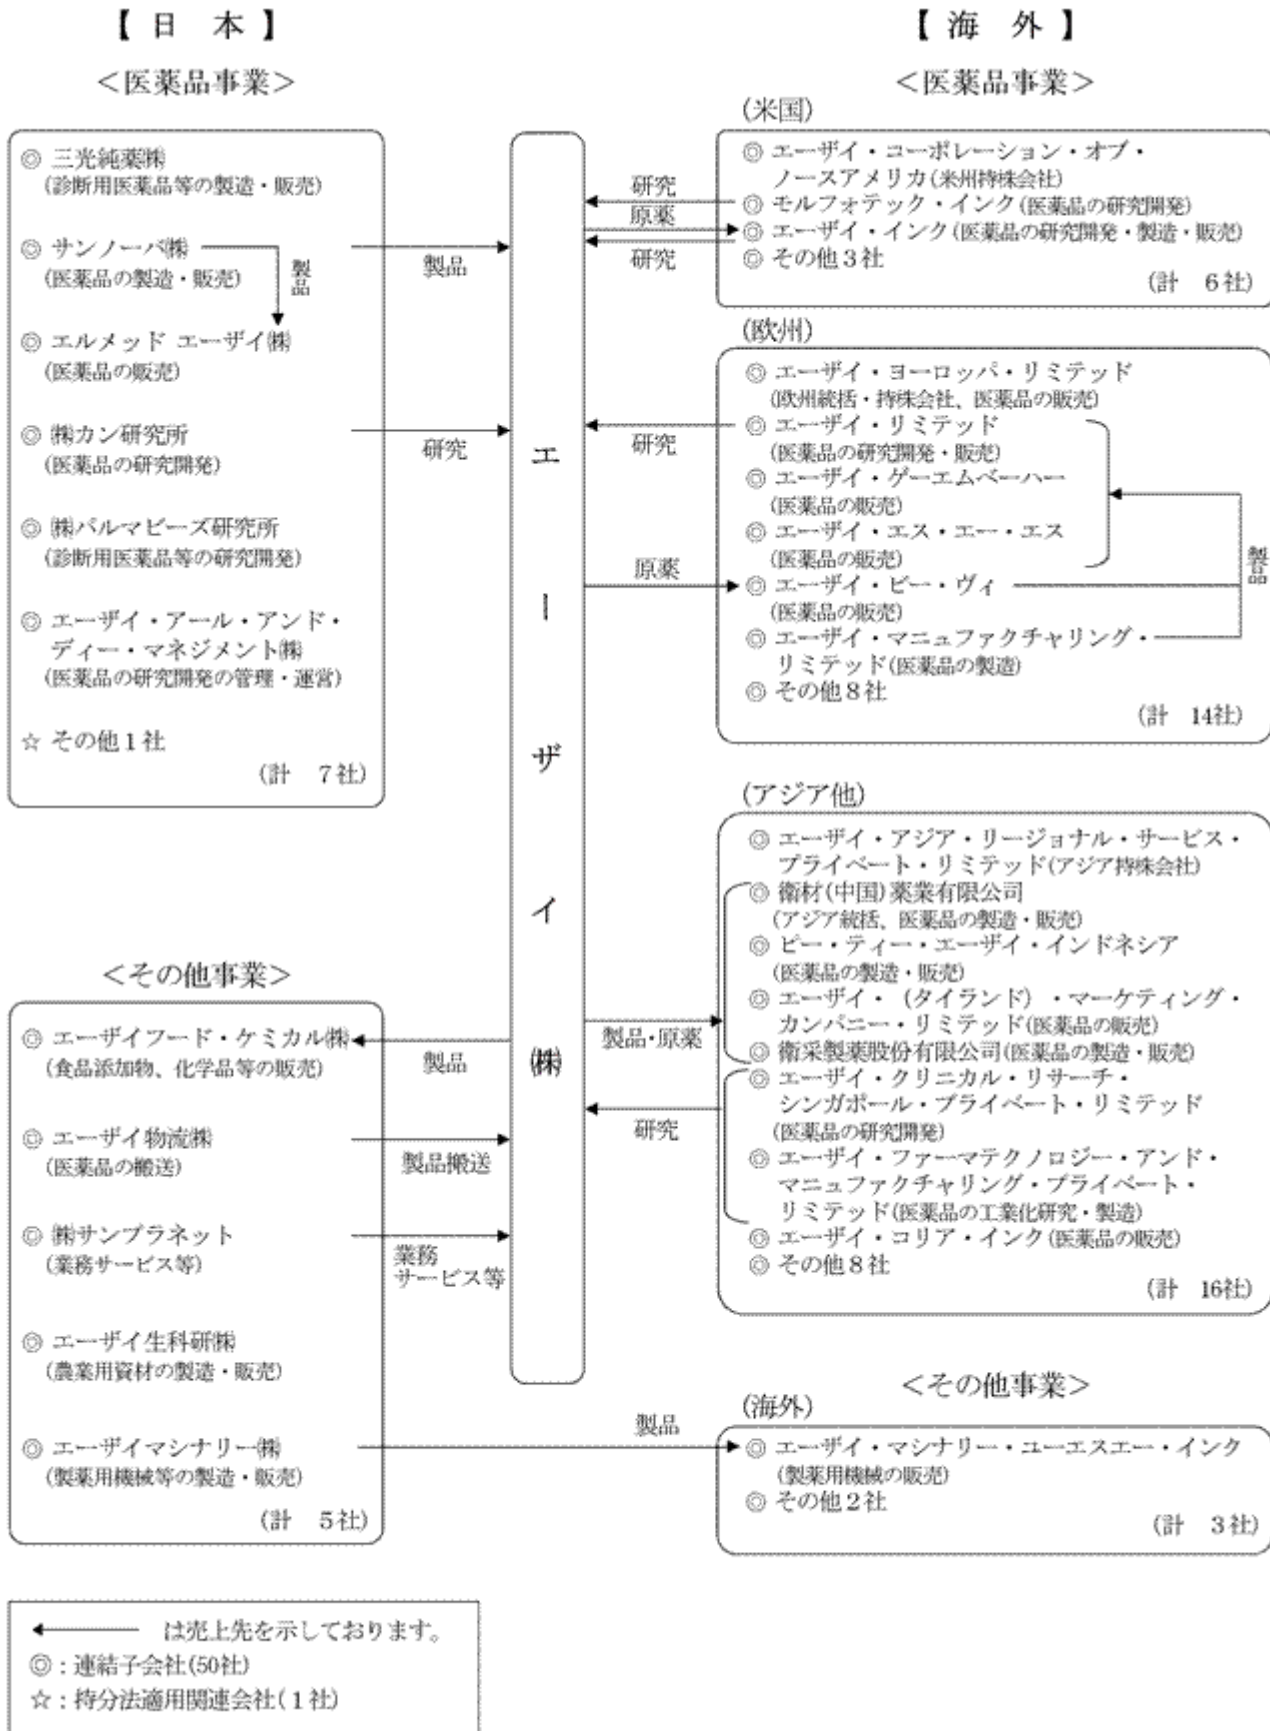 【 日 本 】
＜医薬品事業＞
◎ 三光純薬㈱
(診断用医薬品等の製造・販売)
◎ サンノーバ㈱
(医薬品の製造・販売)
製品
◎ エルメッド エーザイ㈱
(医薬品の販売)
◎ ㈱カン研究所
(医薬品の研究開発)
◎ ㈱パルマビーズ研究所
(診断用医薬品等の研究開発)
◎ エーザイ・アール・アンド・
ディー・マネジメント㈱
(医薬品の研究開発の管理・運営)
☆ その他１社
(計 ７社)
製品
研究
＜その他事業＞
◎ エーザイフード・ケミカル㈱
(食品添加物、化学品等の販売)
◎ エーザイ物流㈱
(医薬品の搬送)
◎ ㈱サンプラネット
(業務サービス等)
◎ エーザイ生科研㈱
(農業用資材の製造・販売)
◎ エーザイマシナリー㈱
(製薬用機械等の製造・販売)
(計 ５社)
製品
製品搬送
業務
サービス等
エーザイ㈱
【 海 外 】
＜医薬品事業＞
(米国)
研究
原薬
研究
◎ エーザイ・コーポレーション・オブ・
ノースアメリカ(米州持株会社)
◎ モルフォテック・インク(医薬品の研究開発)
◎ エーザイ・インク(医薬品の研究開発・製造・販売)
◎ その他３社
(計 ６社)
(欧州)
研究
原薬
◎ エーザイ・ヨーロッパ・リミテッド
(欧州統括・持株会社、医薬品の販売)
◎ エーザイ・リミテッド
(医薬品の研究開発・販売)
◎ エーザイ・ゲーエムベーハー
(医薬品の販売)
◎ エーザイ・エス・エー・エス
(医薬品の販売)
◎ エーザイ・ビー・ヴィ
(医薬品の販売)
◎ エーザイ・マニュファクチャリング・
リミテッド(医薬品の製造)
◎ その他８社
(計 14社)
製品
(アジア他)
製品・原薬
研究
◎ エーザイ・アジア・リージョナル・サービス・
プライベート・リミテッド(アジア持株会社)
◎ 衛材(中国)薬業有限公司
(アジア統括、医薬品の製造・販売)
◎ ピー・ティー・エーザイ・インドネシア
(医薬品の製造・販売)
◎ エーザイ・（タイランド）・マーケティング・
カンパニー・リミテッド(医薬品の販売)
◎ 衛采製薬股份有限公司(医薬品の製造・販売)
◎ エーザイ・クリニカル・リサーチ・
シンガポール・プライベート・リミテッド
(医薬品の研究開発)
◎ エーザイ・ファーマテクノロジー・アンド・
マニュファクチャリング・プライベート・
リミテッド(医薬品の工業化研究・製造)
◎ エーザイ・コリア・インク(医薬品の販売)
◎ その他８社
(計 16社)
＜その他事業＞
(海外)
製品
◎ エーザイ・マシナリー・ユーエスエー・インク
(製薬用機械の販売)
◎ その他２社
(計 ３社)
は売上先を示しております。
◎：連結子会社(50社)
☆：持分法適用関連会社(１社)